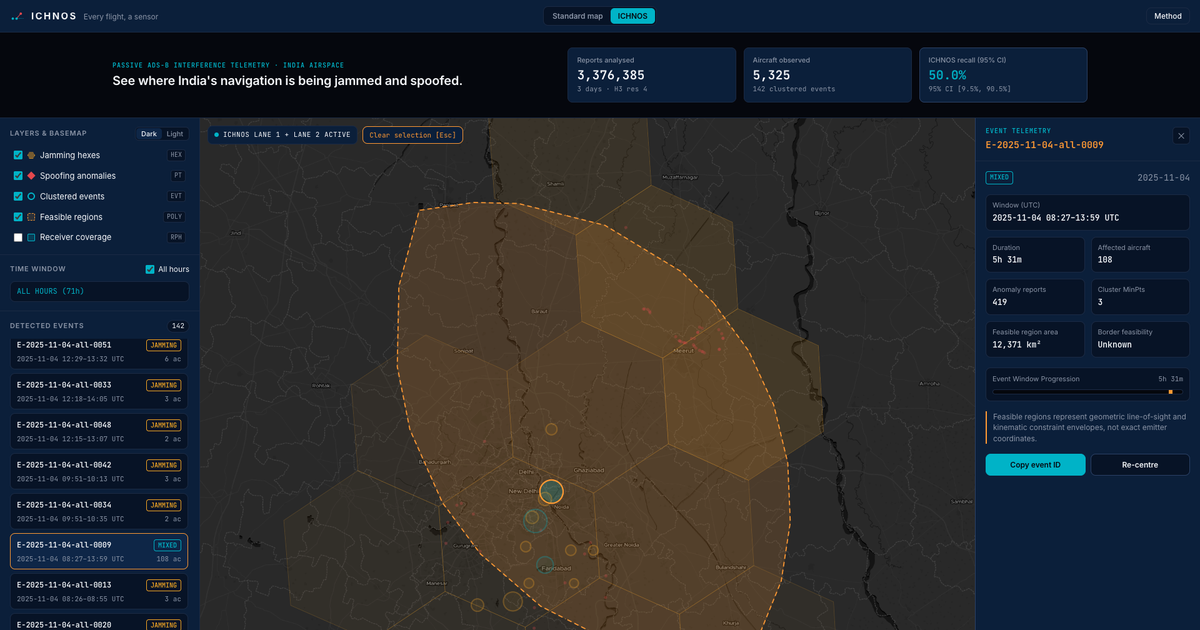 ICHNOS Every flight, a sensor
Standard map ICHNOS
Method
PASSIVE ADS-B INTERFERENCE TELEMETRY · INDIA AIRSPACE
See where India's navigation is being jammed and spoofed.
Reports analysed
3,376,385
3 days · H3 res 4
Aircraft observed
5,325
142 clustered events
ICHNOS recall (95% CI)
50.0%
95% CI [9.5%, 90.5%]
LAYERS & BASEMAP Dark Light
Jamming hexes HEX
Spoofing anomalies PT
Clustered events EVT
Feasible regions POLY
Receiver coverage RPH
TIME WINDOW All hours
ALL HOURS (71h)
DETECTED EVENTS 142
E-2025-11-04-all-0051 JAMMING
2025-11-04 12:29–13:32 UTC 6 ac
E-2025-11-04-all-0033 JAMMING
2025-11-04 12:18–14:05 UTC 3 ac
E-2025-11-04-all-0048 JAMMING
2025-11-04 12:15–13:07 UTC 2 ac
E-2025-11-04-all-0042 JAMMING
2025-11-04 09:51–10:13 UTC 3 ac
E-2025-11-04-all-0034 JAMMING
2025-11-04 09:51–10:35 UTC 2 ac
E-2025-11-04-all-0009 MIXED
2025-11-04 08:27–13:59 UTC 108 ac
E-2025-11-04-all-0013 JAMMING
2025-11-04 08:26–08:55 UTC 3 ac
E-2025-11-04-all-0020 JAMMING
ICHNOS LANE 1 + LANE 2 ACTIVE
Clear selection [Esc]
Muzaffarnagar
Shamli
Bijnor
Jind
Baraut
Meerut
Sonipat
Rohtak
Amroha
Bahadurgarh
Delhi
Ghaziabad
New Delhi
Noida
Sambhal
Gurugram
Greater Noida
Faridabad
Bulandshahr
Manesar
Khurja
EVENT TELEMETRY
E-2025-11-04-all-0009
MIXED 2025-11-04
Window (UTC)
2025-11-04 08:27–13:59 UTC
Duration
5h 31m
Affected aircraft
108
Anomaly reports
419
Cluster MinPts
3
Feasible region area
12,371 km²
Border feasibility
Unknown
Event Window Progression 5h 31m
Feasible regions represent geometric line-of-sight and
kinematic constraint envelopes, not exact emitter
coordinates.
Copy event ID
Re-centre